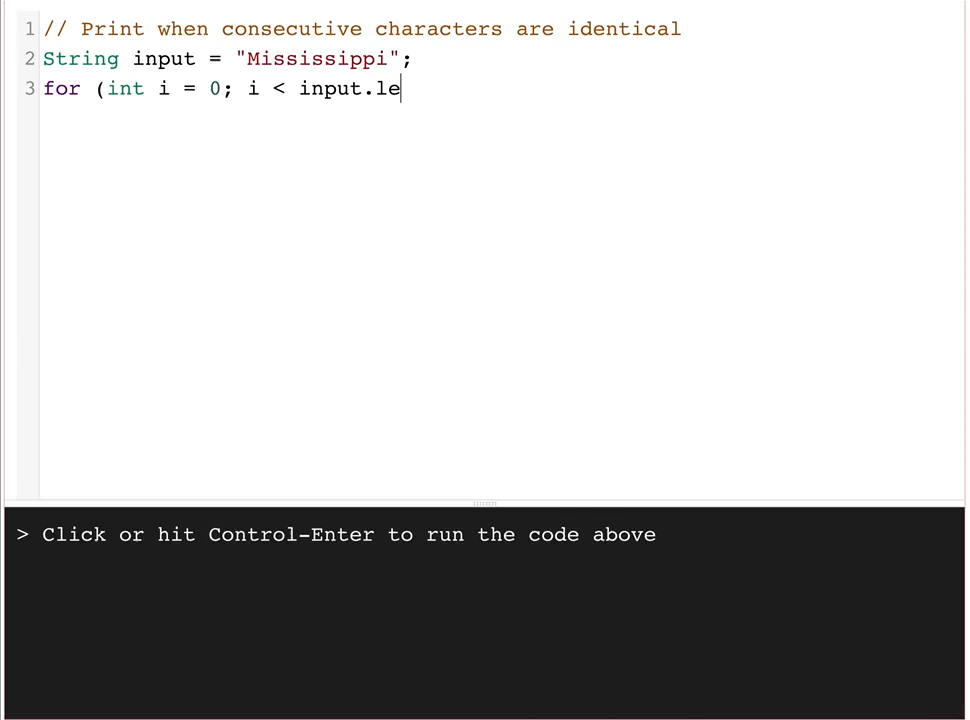 1 // Print when consecutive characters are identical
2 String input = "Mississippi";
3 for (int i = 0; i < input.le
> Click or hit Control-Enter to run the code above